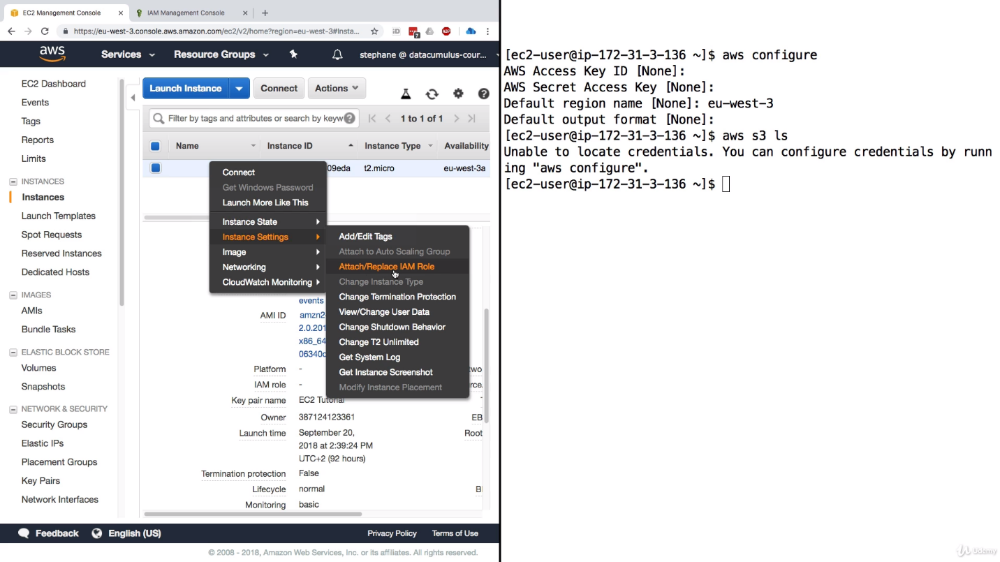 EC2 Management Console
IAM Management Console
https://eu-west-3.console.aws.amazon.com/ec2/v2/home?region=eu-west-3#Insta...
iD
7
ABP
aws
Services
Resource Groups
stephane @ datacumulus-cour...
EC2 Dashboard
Events
Tags
Reports
Limits
INSTANCES
Instances
Launch Templates
Spot Requests
Reserved Instances
Dedicated Hosts
IMAGES
AMIs
Bundle Tasks
ELASTIC BLOCK STORE
Volumes
Snapshots
NETWORK & SECURITY
Security Groups
Elastic IPs
Placement Groups
Key Pairs
Network Interfaces
Launch Instance
Connect
Actions
Filter by tags and attributes or search by keyw
1 to 1 of 1
Name Instance ID Instance Type Availability
09eda t2.micro eu-west-3a
Connect
Get Windows Password
Launch More Like This
Instance State
Instance Settings
Image
Networking
CloudWatch Monitoring
Add/Edit Tags
Attach to Auto Scaling Group
Attach/Replace IAM Role
Change Instance Type
Change Termination Protection
View/Change User Data
Change Shutdown Behavior
Change T2 Unlimited
Get System Log
Get Instance Screenshot
Modify Instance Placement
events
AMI ID amzn2
2.0.201
x86_64
06340c
Platform -
IAM role -
Key pair name EC2 Tutorial
Owner 387124123361 EB
Launch time September 20, Root
2018 at 2:39:24 PM
UTC+2 (92 hours)
Termination protection False
Lifecycle normal
Monitoring basic
Feedback English (US) Privacy Policy Terms of Use
© 2008 - 2018, Amazon Web Services, Inc. or its affiliates. All rights reserved.
[ec2-user@ip-172-31-3-136 ~]$ aws configure
AWS Access Key ID [None]:
AWS Secret Access Key [None]:
Default region name [None]: eu-west-3
Default output format [None]:
[ec2-user@ip-172-31-3-136 ~]$ aws s3 ls
Unable to locate credentials. You can configure credentials by runn
ing "aws configure".
[ec2-user@ip-172-31-3-136 ~]$
Udemy